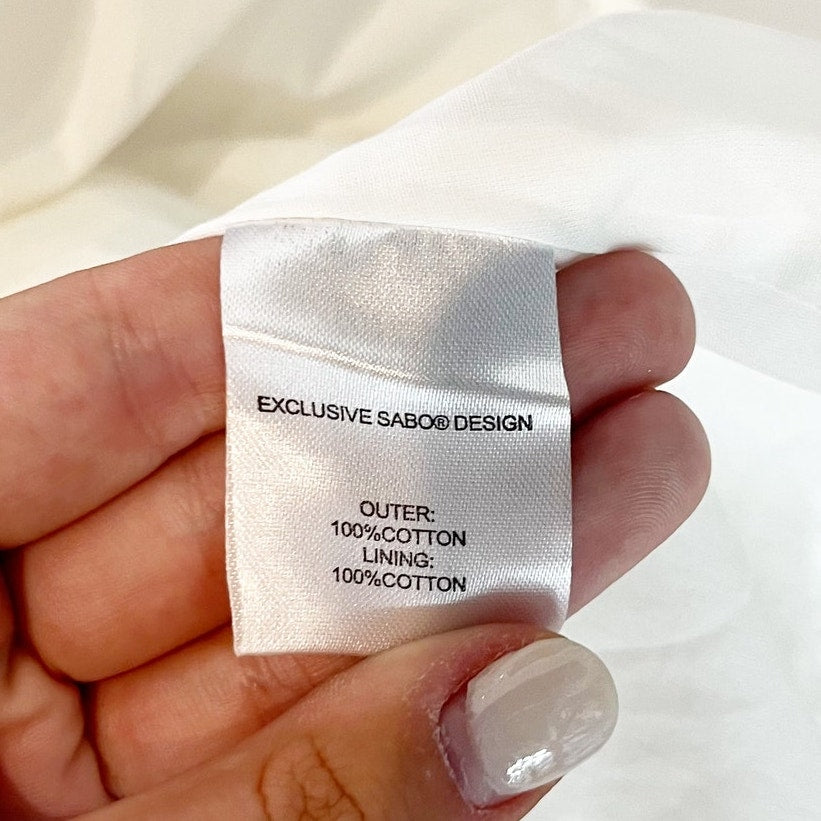 EXCLUSIVE SABO® DESIGN
OUTER:
100%COTTON
LINING:
100%COTTON